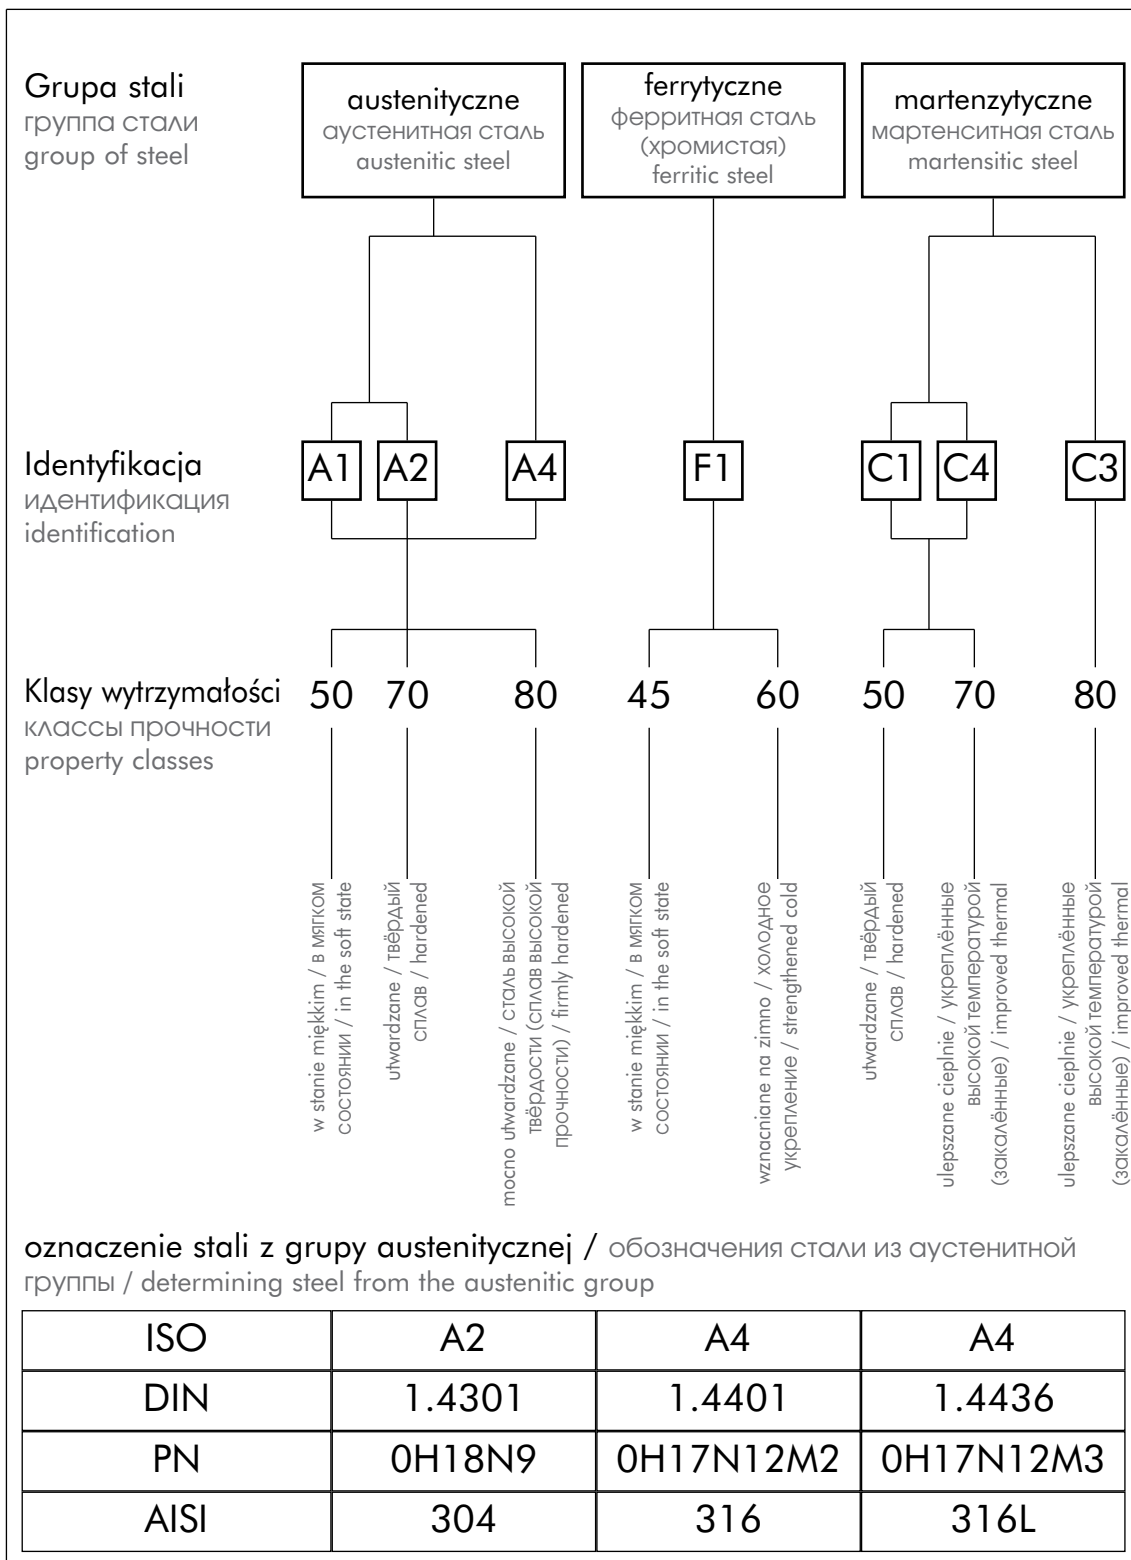 Grupa stali
группа стали
group of steel
austenityczne
аустенитная сталь
austenitic steel
ferrytyczne
ферритная сталь
(хромистая)
ferritic steel
martenzytyczne
мартенситная сталь
martensitic steel
Identyfikacja
идентификация
identification
A1 A2 A4 F1 C1 C4 C3
Klasy wytrzymałości
классы прочности
property classes
50 70 80 45 60 50 70 80
w stanie miękkim / в мягком
состоянии / in the soft state
utwardzane / твёрдый
сплав / hardened
mocno utwardzane / сталь высокой
твёрдости (сплав высокой
прочности) / firmly hardened
w stanie miękkim / в мягком
состоянии / in the soft state
wznacniane na zimno / холодное
укрепление / strengthened cold
utwardzane / твёрдый
сплав / hardened
ulepszane cieplnie / укреплённые
высокой температурой
(закалённые) / improved thermal
ulepszane cieplnie / укреплённые
высокой температурой
(закалённые) / improved thermal
oznaczenie stali z grupy austenitycznej / обозначения стали из аустенитной
группы / determining steel from the austenitic group
ISO A2 A4 A4
DIN 1.4301 1.4401 1.4436
PN 0H18N9 0H17N12M2 0H17N12M3
AISI 304 316 316L